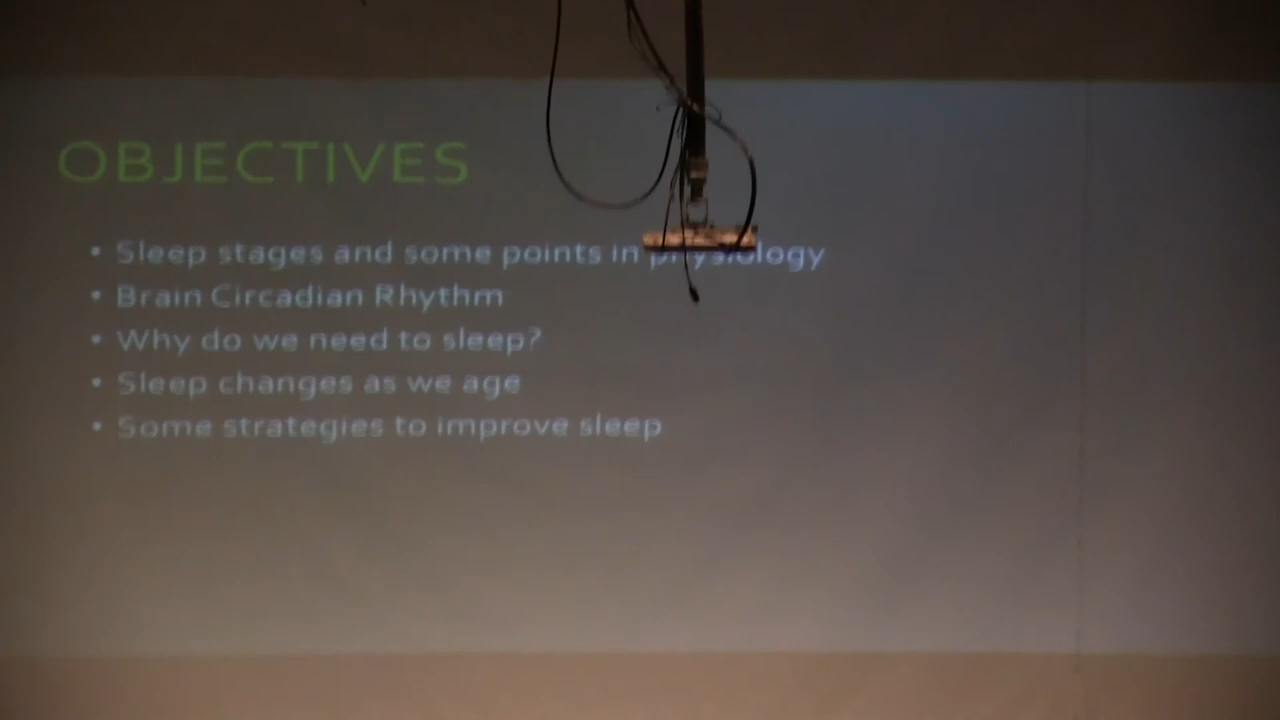 OBJECTIVES
• Sleep stages and some points in physiology
• Brain Circadian Rhythm
• Why do we need to sleep?
• Sleep changes as we age
• Some strategies to improve sleep